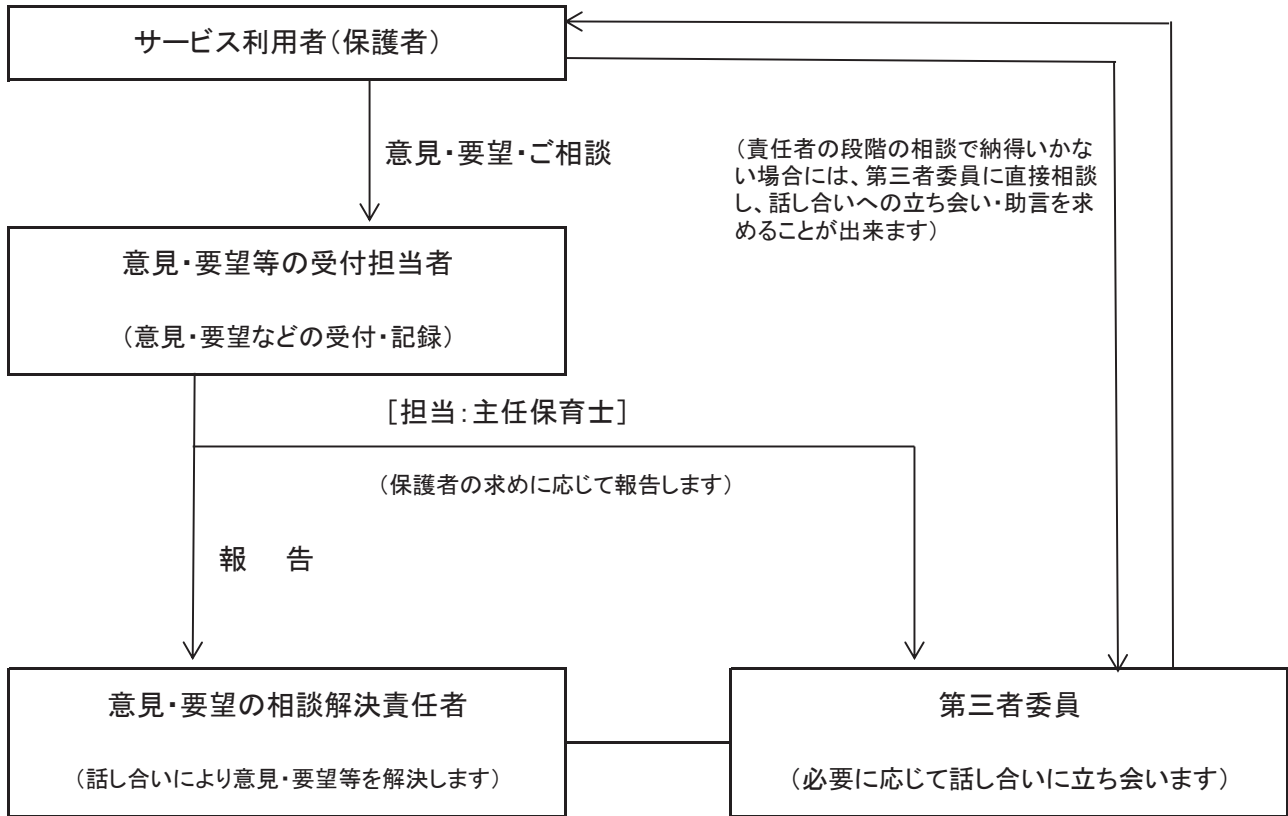 サービス利用者(保護者)
意見・要望・ご相談
(責任者の段階の相談で納得いかな
い場合には、第三者委員に直接相談
し、話し合いへの立ち会い・助言を求
めることが出来ます)
意見・要望等の受付担当者
(意見・要望などの受付・記録)
[担当:主任保育士]
(保護者の求めに応じて報告します)
報 告
意見・要望の相談解決責任者
(話し合いにより意見・要望等を解決します)
第三者委員
(必要に応じて話し合いに立ち会います)